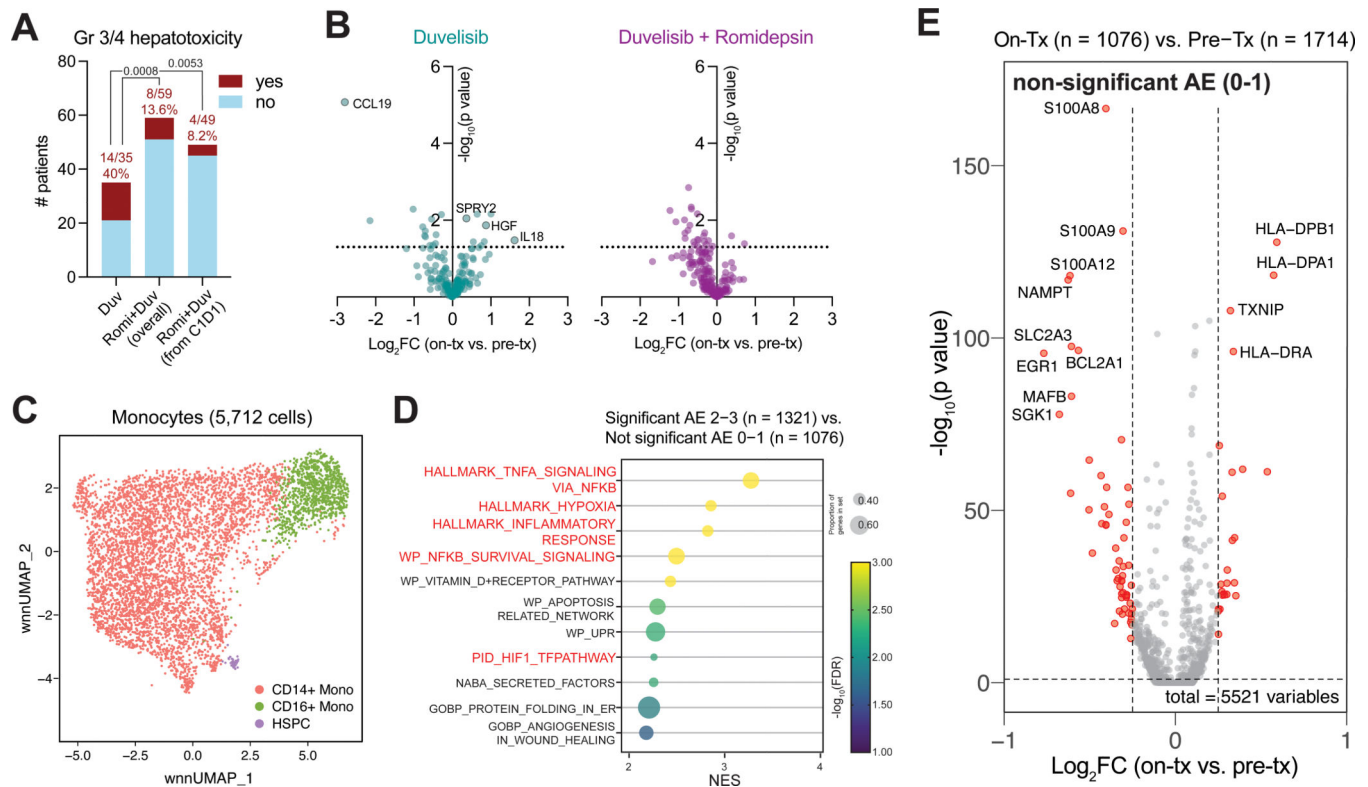 A
Gr 3/4 hepatotoxicity
0.0053
0.0008
yes
no
8/59
13.6%
4/49
8.2%
14/35
40%
# patients
80
60
40
20
0
Duv
Romi+Duv
(overall)
Romi+Duv
(from C1D1)
B
Duvelisib
Duvelisib + Romidepsin
6
4
2
-log10(p value)
CCL19
SPRY2
HGF
IL18
-3
-2
-1
0
1
2
3
Log2FC (on-tx vs. pre-tx)
6
4
2
-log10(p value)
-3
-2
-1
0
1
2
3
Log2FC (on-tx vs. pre-tx)
C
Monocytes (5,712 cells)
wnnUMAP_2
2
0
−2
−4
CD14+ Mono
CD16+ Mono
HSPC
-5.0
-2.5
0.0
2.5
5.0
wnnUMAP_1
D
Significant AE 2−3 (n = 1321) vs.
Not significant AE 0−1 (n = 1076)
HALLMARK_TNFA_SIGNALING
VIA_NFKB
HALLMARK_HYPOXIA
HALLMARK_INFLAMMATORY
RESPONSE
WP_NFKB_SURVIVAL_SIGNALING
WP_VITAMIN_D+RECEPTOR_PATHWAY
WP_APOPTOSIS
RELATED_NETWORK
WP_UPR
PID_HIF1_TFPATHWAY
NABA_SECRETED_FACTORS
GOBP_PROTEIN_FOLDING_IN_ER
GOBP_ANGIOGENESIS
IN_WOUND_HEALING
2
3
4
NES
Proportion of
genes in set
0.40
0.60
-log10(FDR)
3.00
2.50
2.00
1.50
1.00
E
On-Tx (n = 1076) vs. Pre−Tx (n = 1714)
non-significant AE (0-1)
S100A8
S100A9
S100A12
NAMPT
SLC2A3
EGR1
BCL2A1
MAFB
SGK1
HLA−DPB1
HLA−DPA1
TXNIP
HLA−DRA
-log10(p value)
150
100
50
0
total = 5521 variables
−1
0
1
Log2FC (on-tx vs. pre-tx)